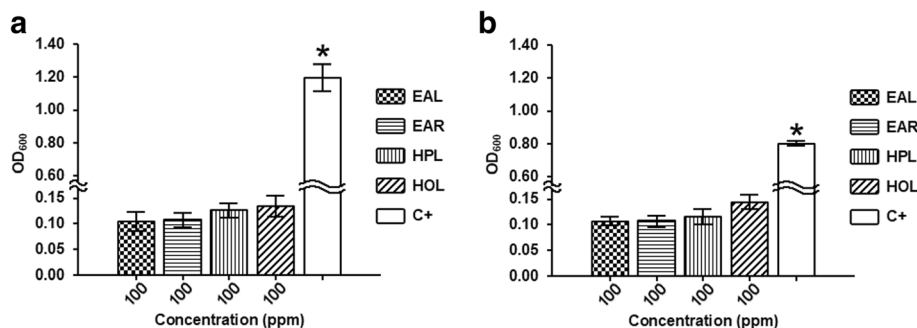 a
OD600
1.40
1.20
1.00
0.80
0.60
0.15
0.10
0.05
0.00
*
100 100 100 100
Concentration (ppm)
EAL
EAR
HPL
HOL
C+
b
OD600
1.40
1.20
1.00
0.80
0.60
0.15
0.10
0.05
0.00
*
100 100 100 100
Concentration (ppm)
EAL
EAR
HPL
HOL
C+